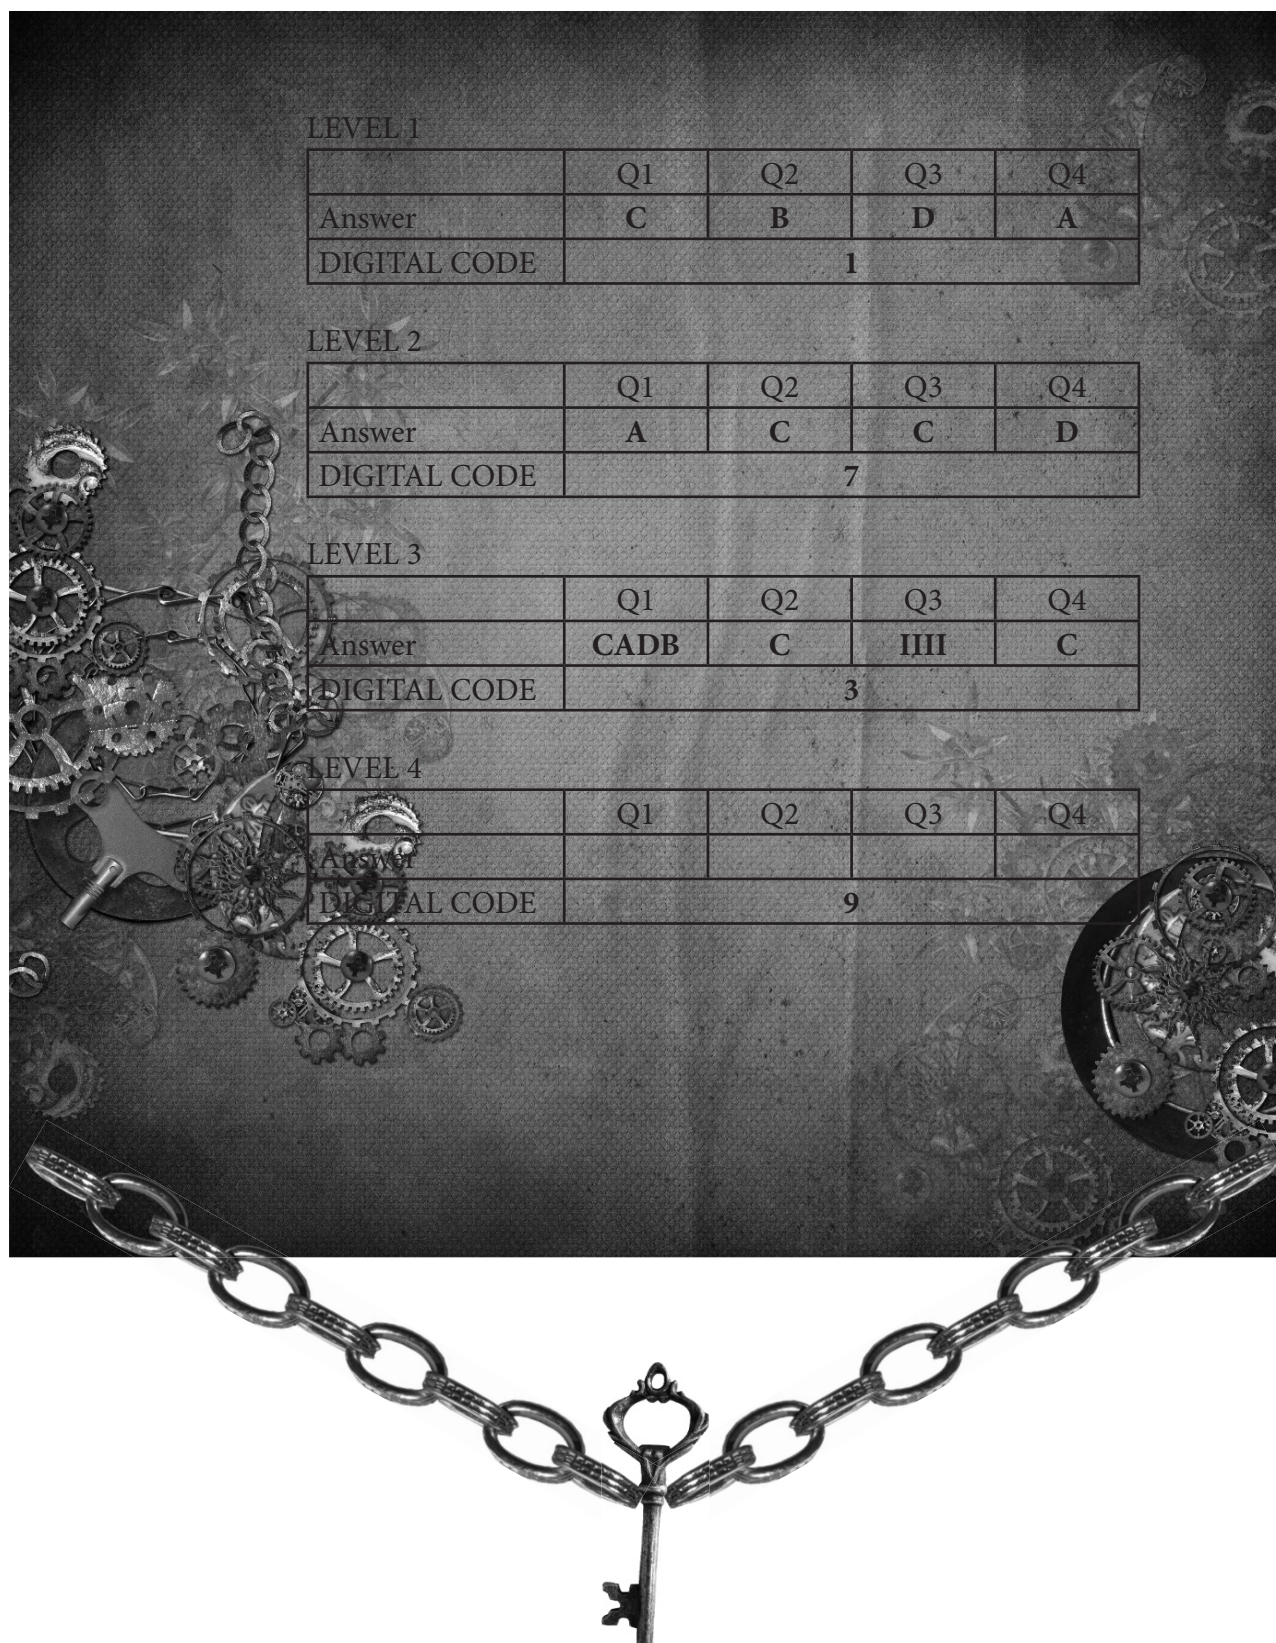 LEVEL 1
Q1 Q2 Q3 Q4
Answer C B D A
DIGITAL CODE 1
LEVEL 2
Q1 Q2 Q3 Q4
Answer A C C D
DIGITAL CODE 7
LEVEL 3
Q1 Q2 Q3 Q4
Answer CADB C IIII C
DIGITAL CODE 3
LEVEL 4
Q1 Q2 Q3 Q4
Answer
DIGITAL CODE 9